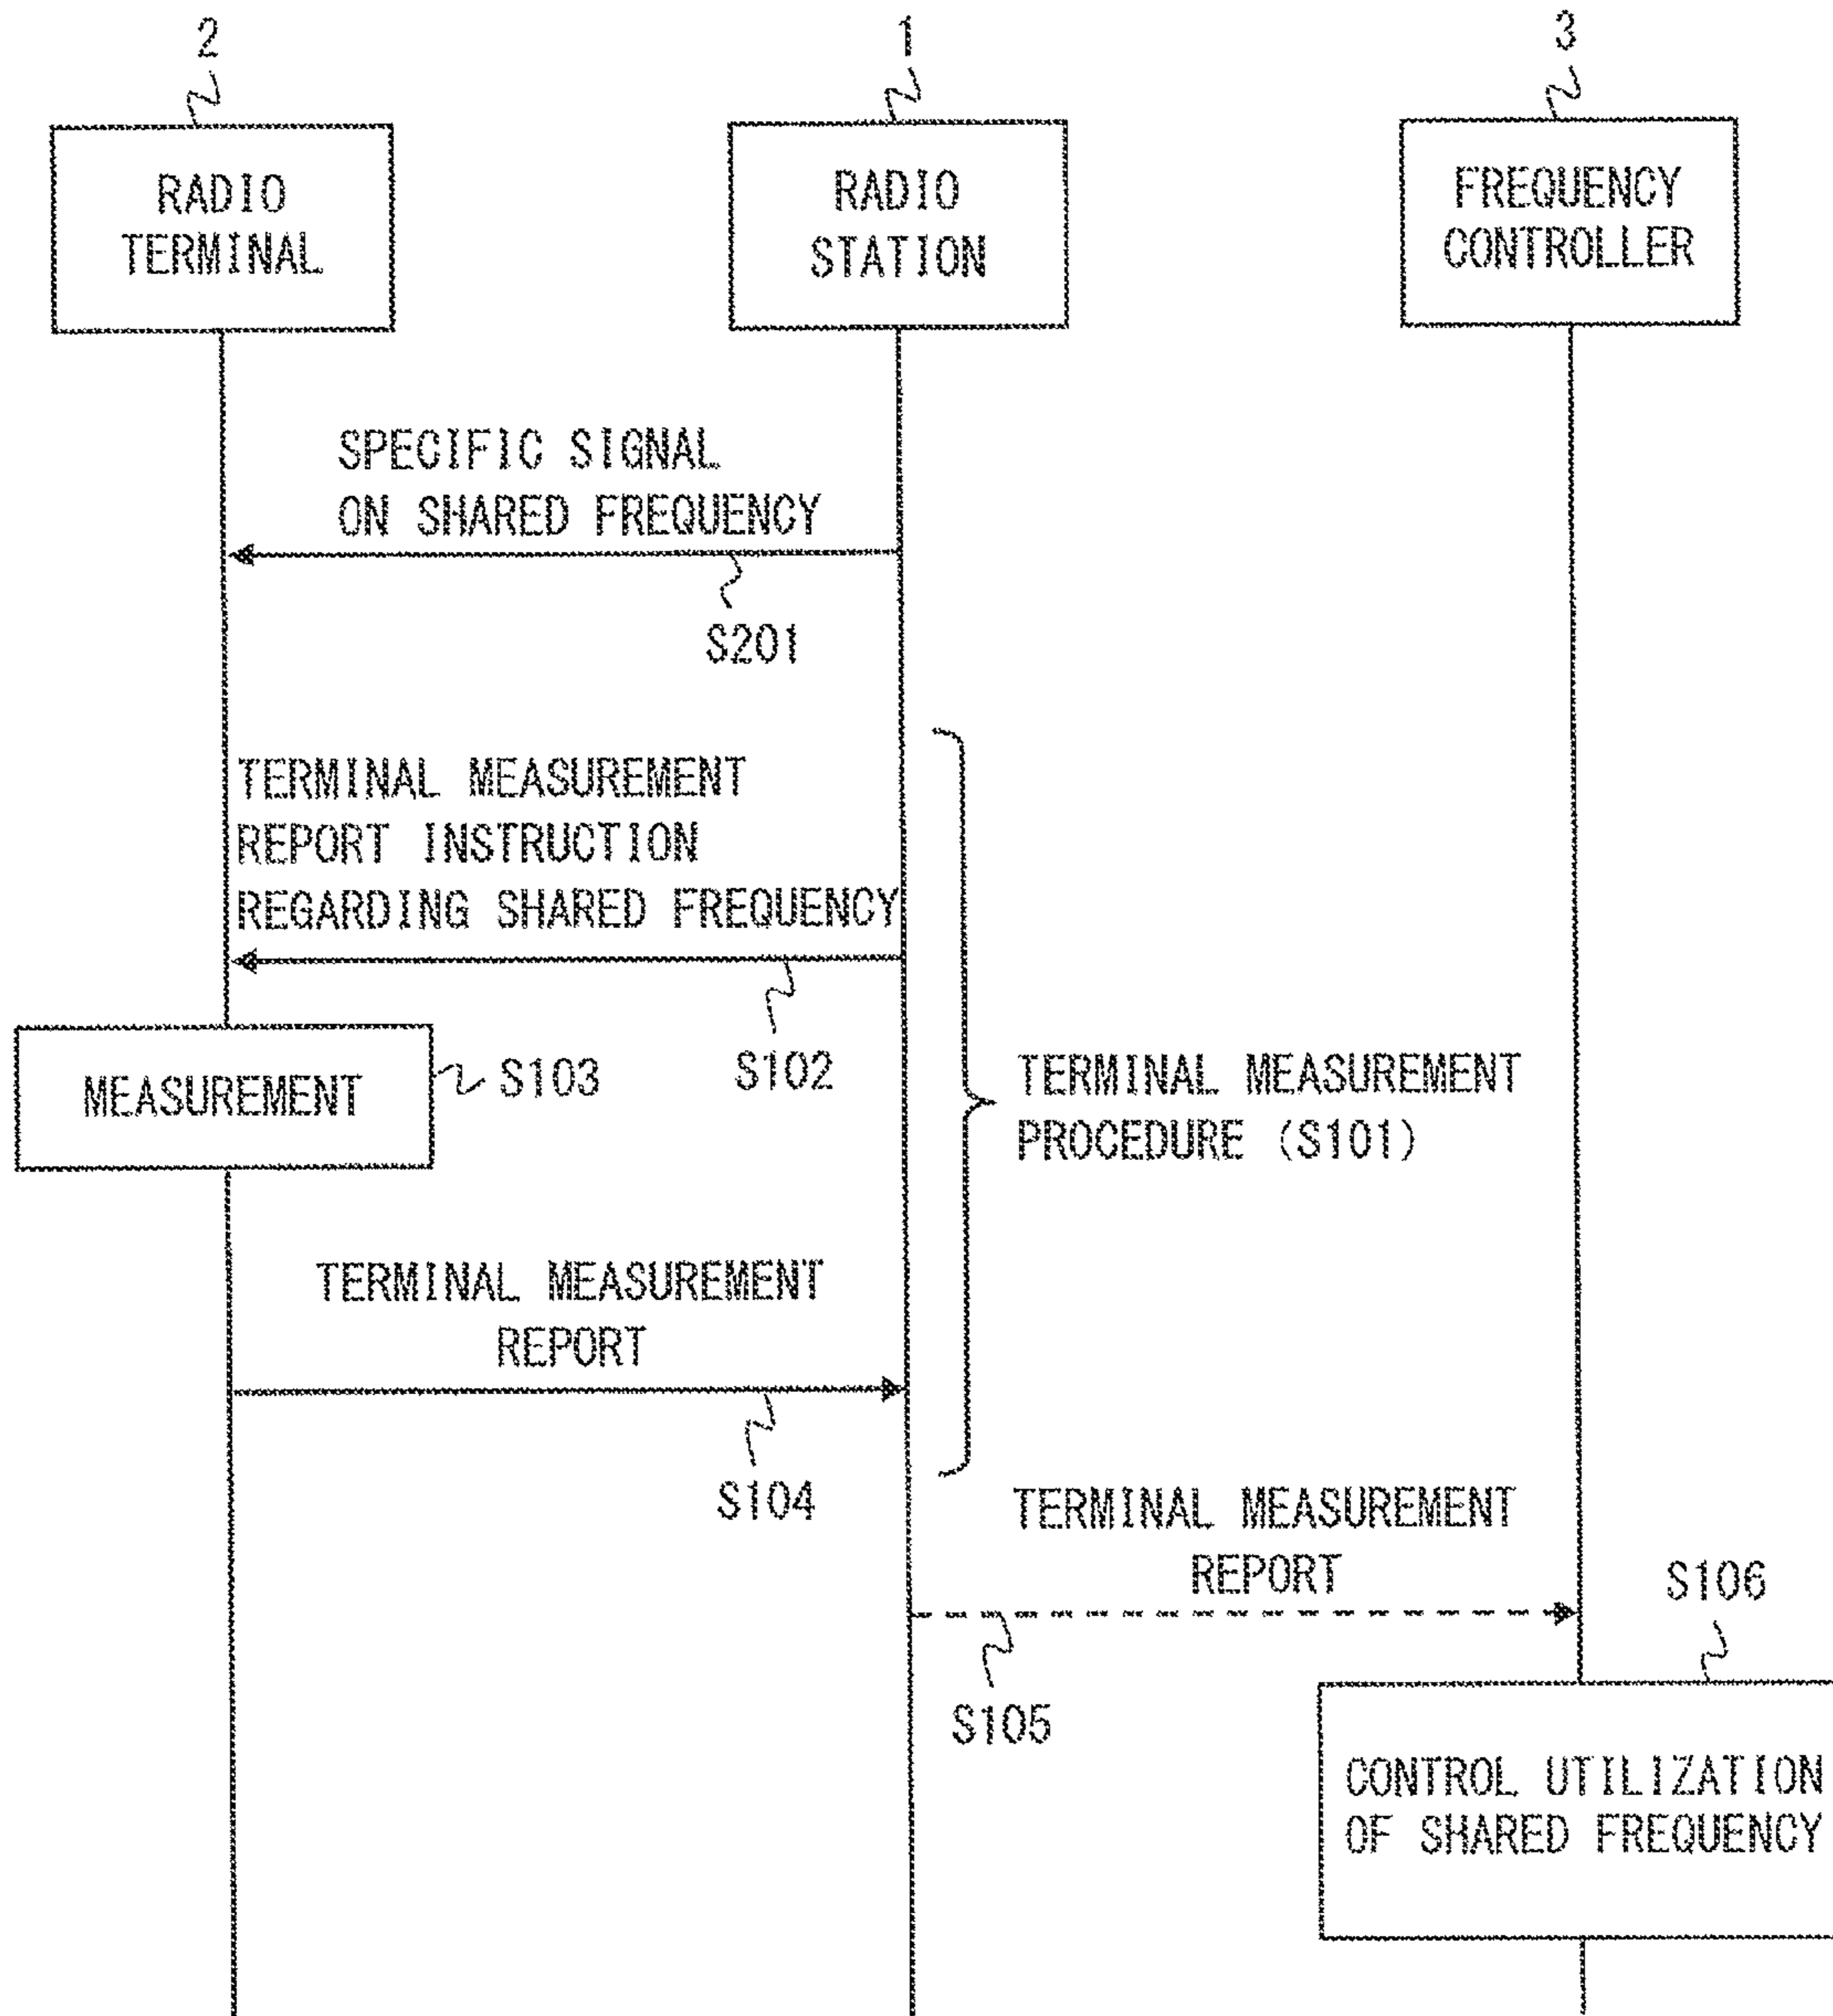 2
1
3
RADIO
TERMINAL
RADIO
STATION
FREQUENCY
CONTROLLER
SPECIFIC SIGNAL
ON SHARED FREQUENCY
S201
TERMINAL MEASUREMENT
REPORT INSTRUCTION
REGARDING SHARED FREQUENCY
S102
MEASUREMENT
S103
TERMINAL MEASUREMENT
PROCEDURE (S101)
TERMINAL MEASUREMENT
REPORT
S104
TERMINAL MEASUREMENT
REPORT
S105
S106
CONTROL UTILIZATION
OF SHARED FREQUENCY